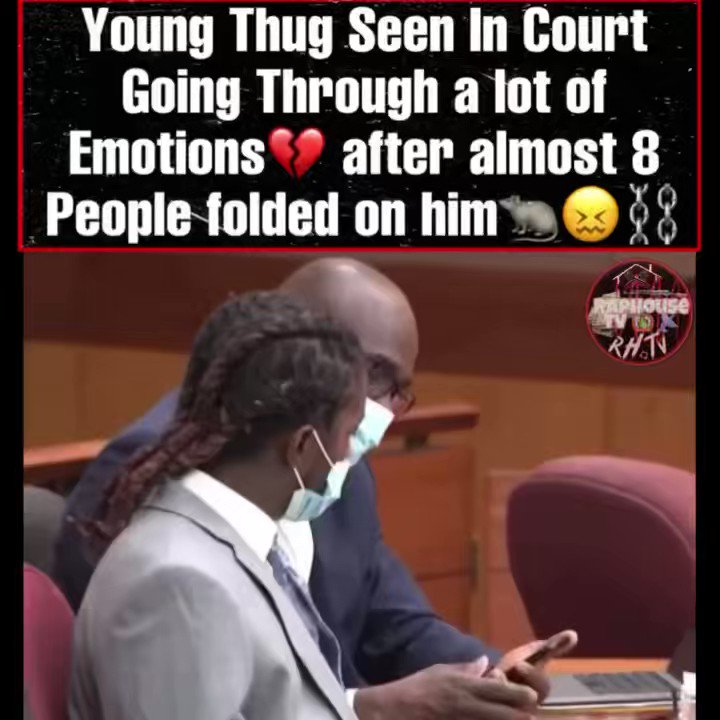 Young Thug Seen In Court
Going Through a lot of
Emotions💔 after almost 8
People folded on him🐀😖⛓️
RAPHOUSE
TV
RHTV